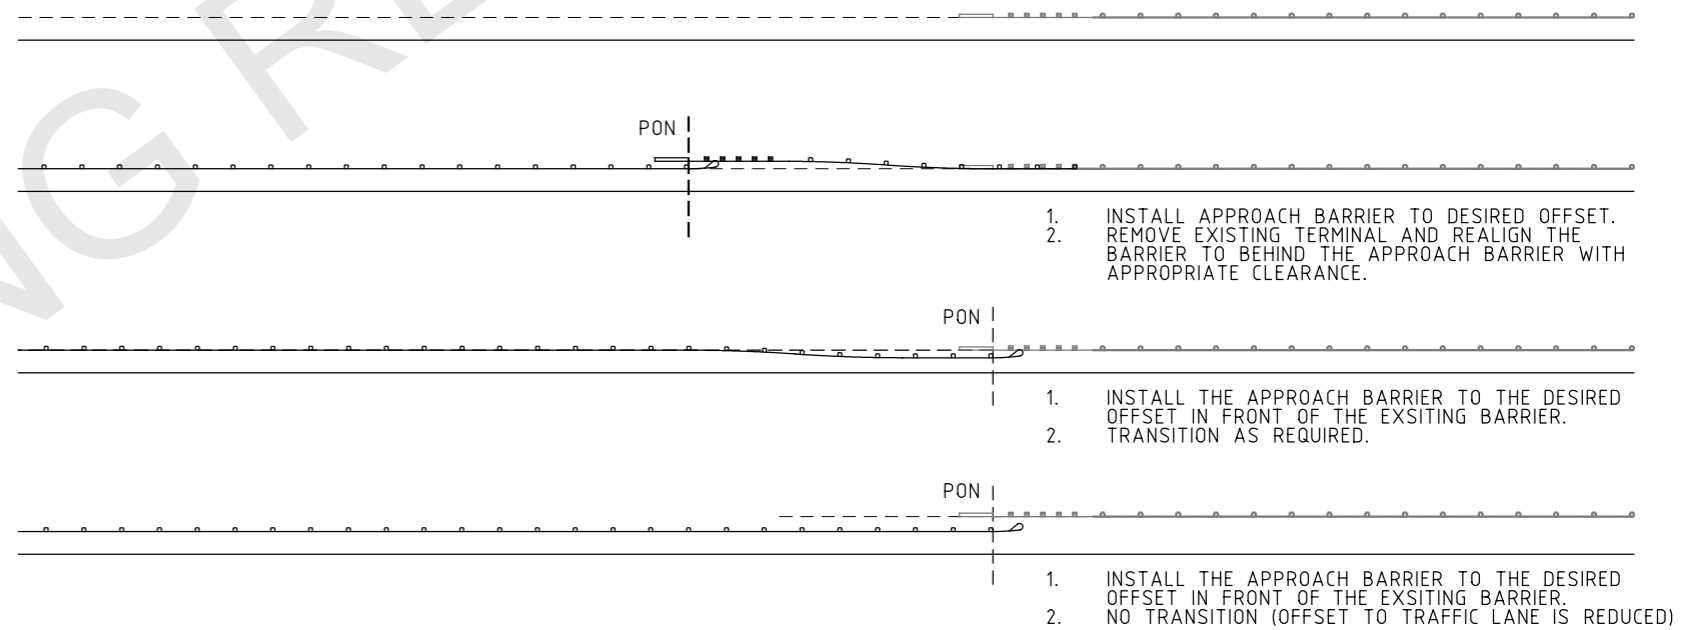 PON
1. INSTALL APPROACH BARRIER TO DESIRED OFFSET.
2. REMOVE EXISTING TERMINAL AND REALIGN THE
BARRIER TO BEHIND THE APPROACH BARRIER WITH
APPROPRIATE CLEARANCE.
PON
1. INSTALL THE APPROACH BARRIER TO THE DESIRED
OFFSET IN FRONT OF THE EXSITING BARRIER.
2. TRANSITION AS REQUIRED.
PON
1. INSTALL THE APPROACH BARRIER TO THE DESIRED
OFFSET IN FRONT OF THE EXSITING BARRIER.
2. NO TRANSITION (OFFSET TO TRAFFIC LANE IS REDUCED)